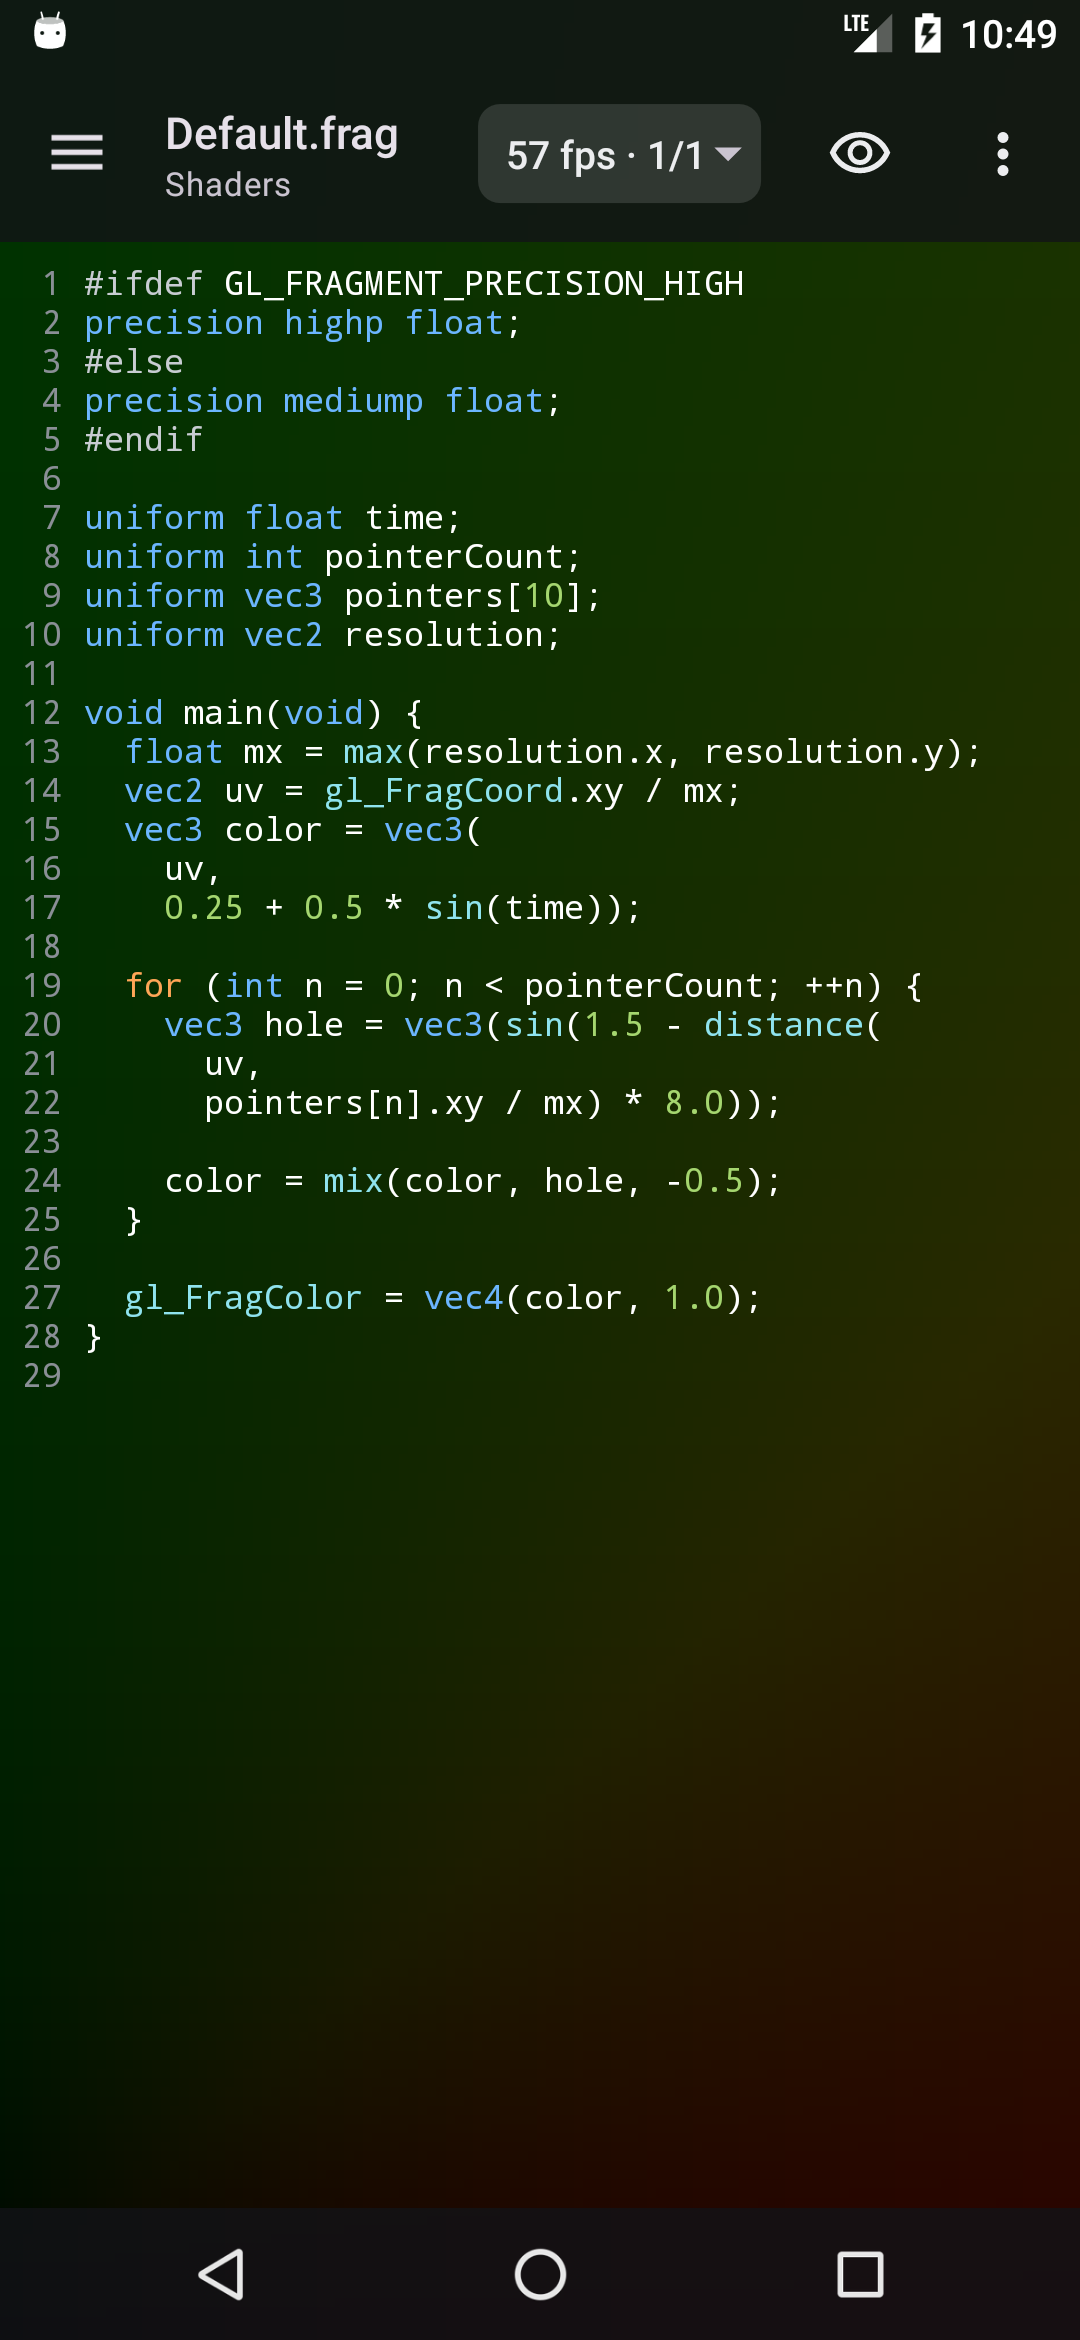 LTE 10:49
Default.frag
Shaders
57 fps · 1/1
1 #ifdef GL_FRAGMENT_PRECISION_HIGH
2 precision highp float;
3 #else
4 precision mediump float;
5 #endif
6
7 uniform float time;
8 uniform int pointerCount;
9 uniform vec3 pointers[10];
10 uniform vec2 resolution;
11
12 void main(void) {
13   float mx = max(resolution.x, resolution.y);
14   vec2 uv = gl_FragCoord.xy / mx;
15   vec3 color = vec3(
16     uv,
17     0.25 + 0.5 * sin(time));
18
19   for (int n = 0; n < pointerCount; ++n) {
20     vec3 hole = vec3(sin(1.5 - distance(
21       uv,
22       pointers[n].xy / mx) * 8.0));
23
24     color = mix(color, hole, -0.5);
25   }
26
27   gl_FragColor = vec4(color, 1.0);
28 }
29